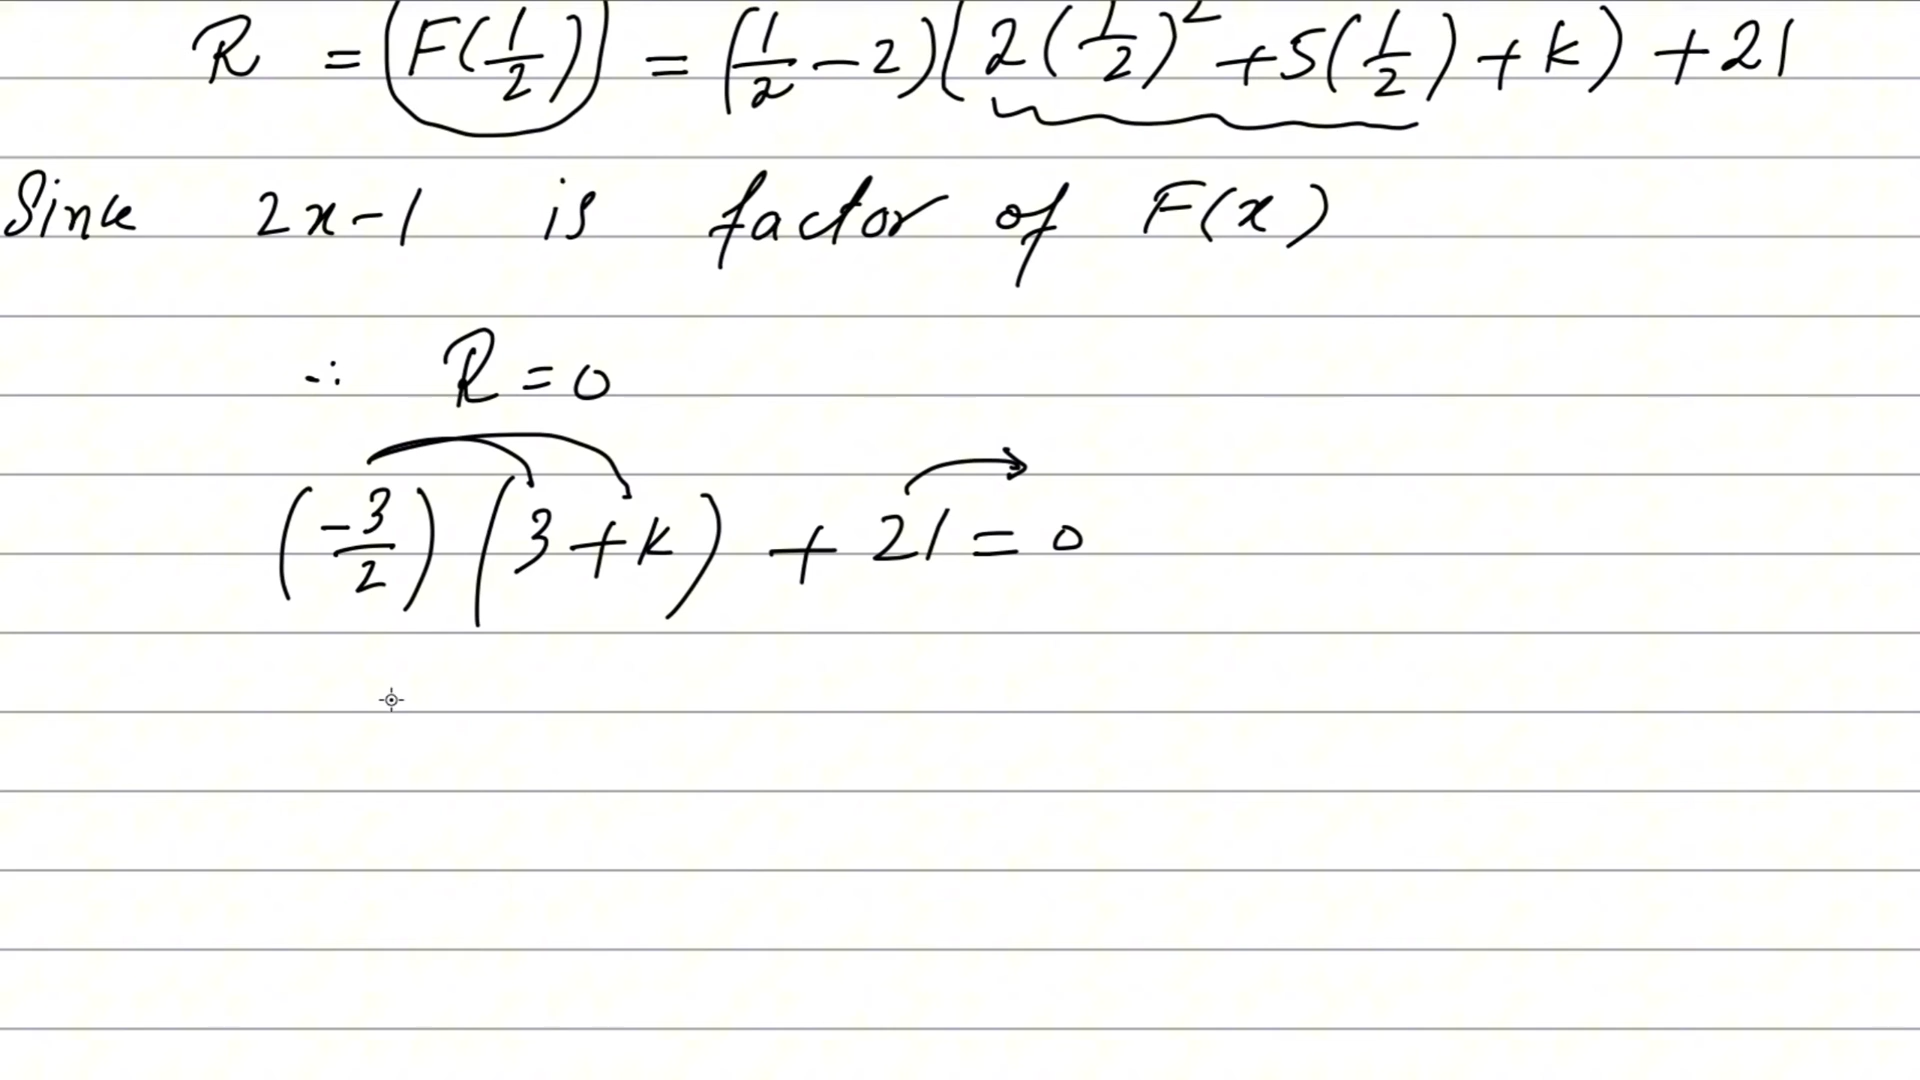 R = (F(1/2)) = (1/2 - 2)(2(1/2)² + 5(1/2) + k) + 21
Since 2x-1 is factor of F(x)
∴ R = 0
(-3/2)(3+k) + 21 = 0